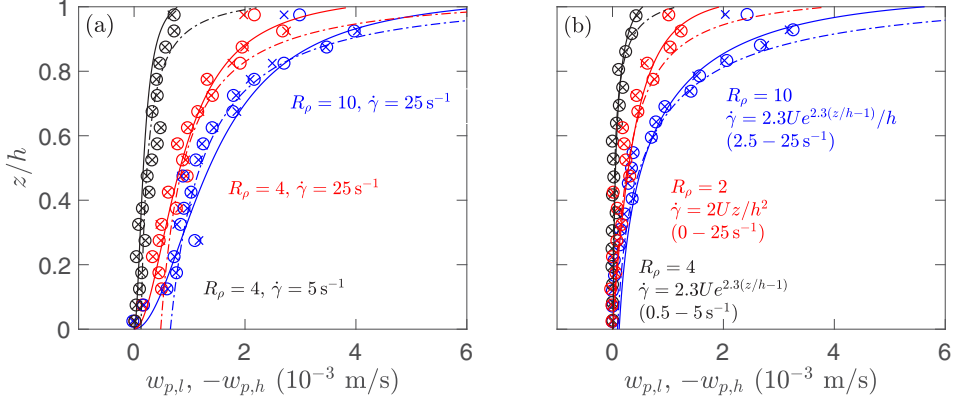 (a)
1
0.8
0.6
0.4
0.2
0
z/h
R_ρ = 10, γ̇ = 25 s⁻¹
R_ρ = 4, γ̇ = 25 s⁻¹
R_ρ = 4, γ̇ = 5 s⁻¹
0 2 4 6
w_{p,l}, −w_{p,h} (10⁻³ m/s)
(b)
R_ρ = 10
γ̇ = 2.3Ue^{2.3(z/h−1)}/h
(2.5 − 25 s⁻¹)
R_ρ = 2
γ̇ = 2Uz/h²
(0 − 25 s⁻¹)
R_ρ = 4
γ̇ = 2.3Ue^{2.3(z/h−1)}
(0.5 − 5 s⁻¹)
0 2 4 6
w_{p,l}, −w_{p,h} (10⁻³ m/s)